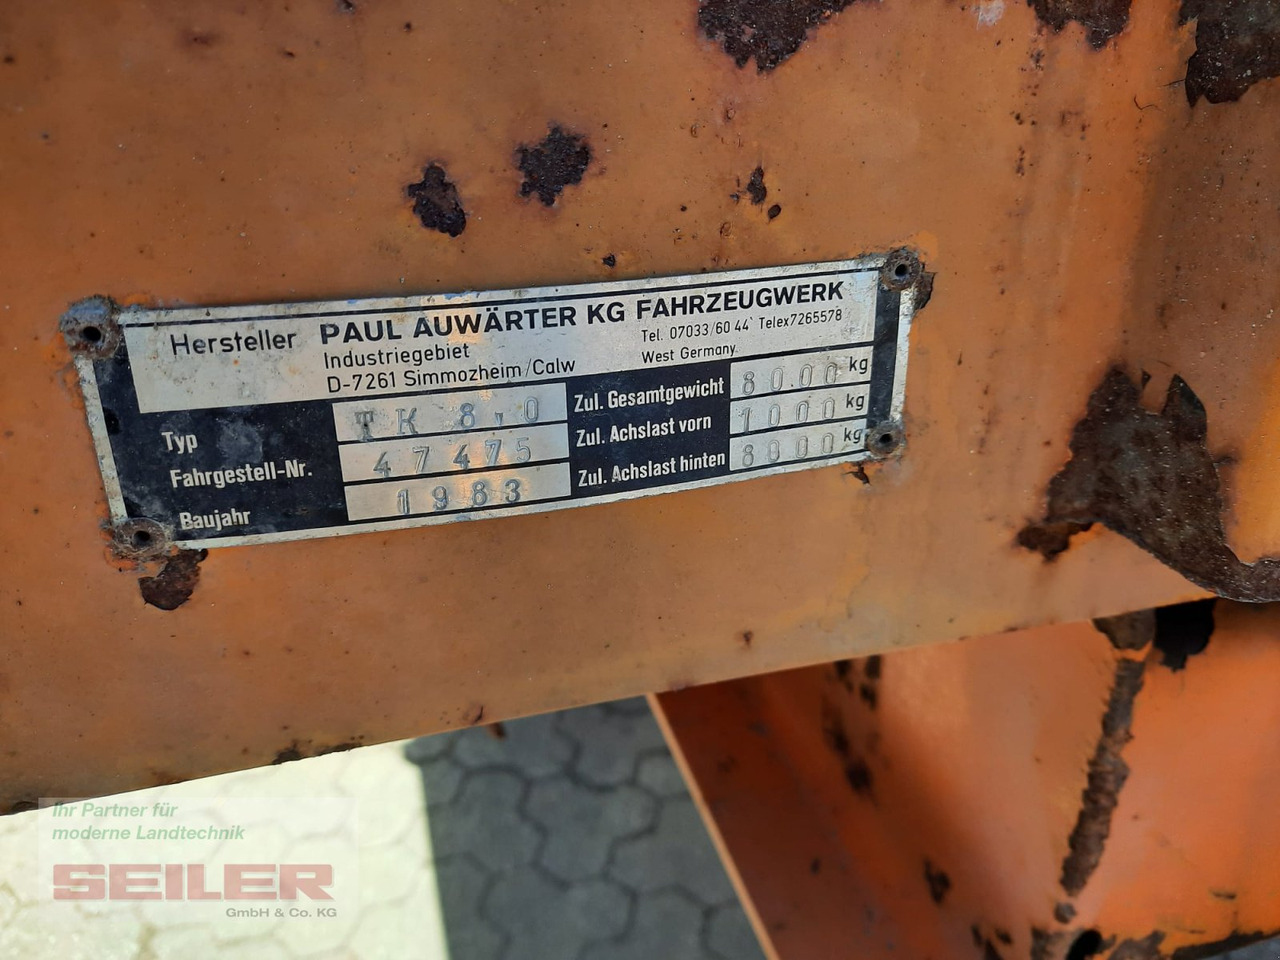 Hersteller PAUL AUWÄRTER KG FAHRZEUGWERK
Industriegebiet Tel. 07033/60 44 Telex 7265578
D-7261 Simmozheim/Calw West Germany
Typ TK 8,0
Fahrgestell-Nr. 47475
Baujahr 1983
Zul. Gesamtgewicht 8000 kg
Zul. Achslast vorn 1000 kg
Zul. Achslast hinten 8000 kg
Ihr Partner für
moderne Landtechnik
SEILER
GmbH & Co. KG